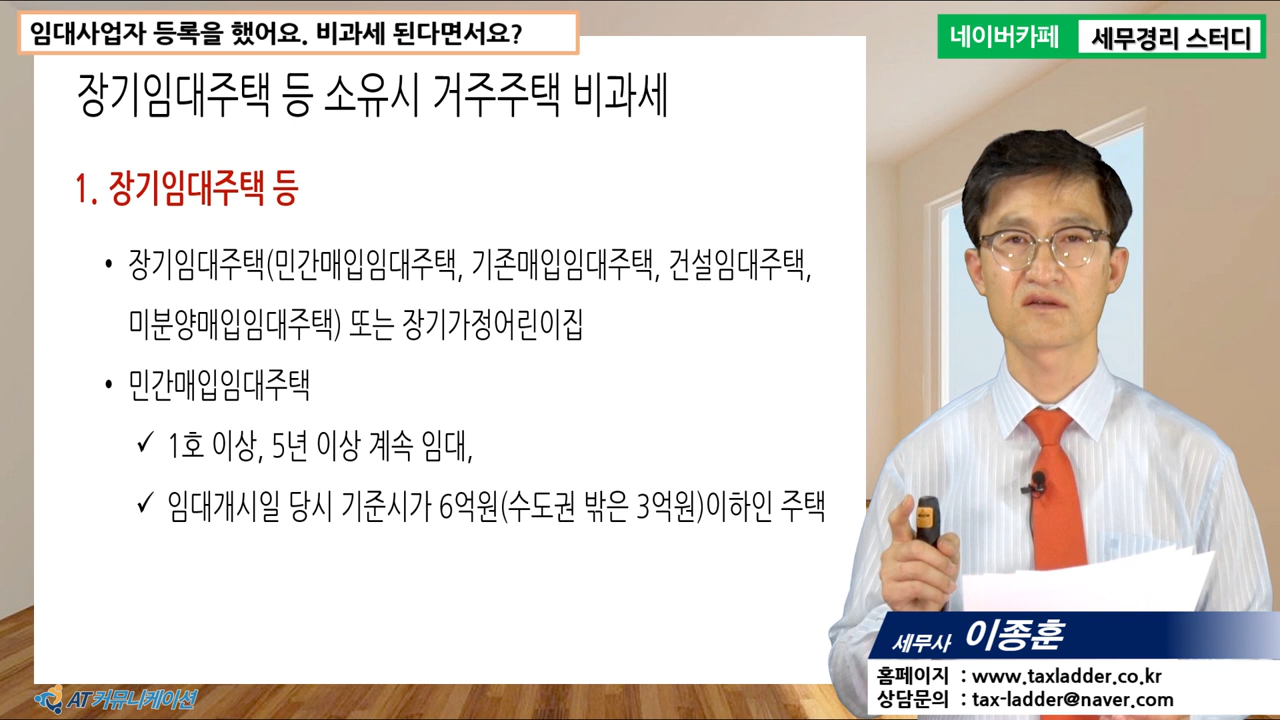 임대사업자 등록을 했어요. 비과세 된다면서요?
네이버카페 세무경리 스터디
장기임대주택 등 소유시 거주주택 비과세
1. 장기임대주택 등
• 장기임대주택(민간매입임대주택, 기존매입임대주택, 건설임대주택,
미분양매입임대주택) 또는 장기가정어린이집
• 민간매입임대주택
✓ 1호 이상, 5년 이상 계속 임대,
✓ 임대개시일 당시 기준시가 6억원(수도권 밖은 3억원)이하인 주택
세무사 이종훈
홈페이지 : www.taxladder.co.kr
상담문의 : tax-ladder@naver.com
AT커뮤니케이션